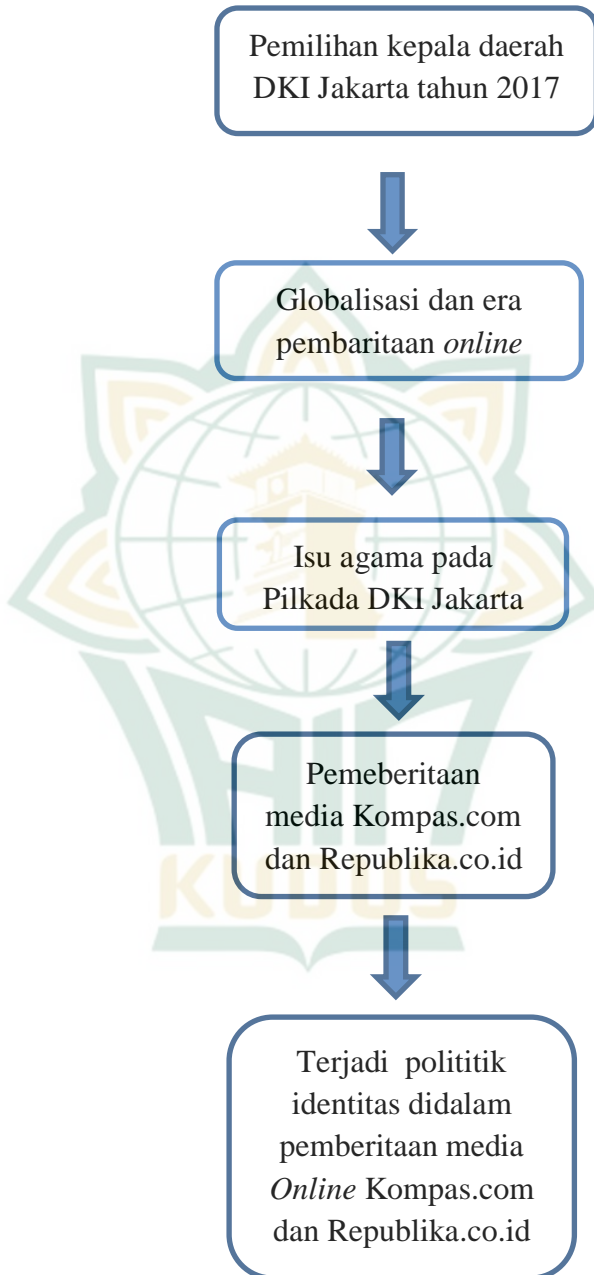 Pemilihan kepala daerah
DKI Jakarta tahun 2017
Globalisasi dan era
pembaritaan online
Isu agama pada
Pilkada DKI Jakarta
Pemeberitaan
media Kompas.com
dan Republika.co.id
IAIN
KUDUS
Terjadi polititik
identitas didalam
pemberitaan media
Online Kompas.com
dan Republika.co.id